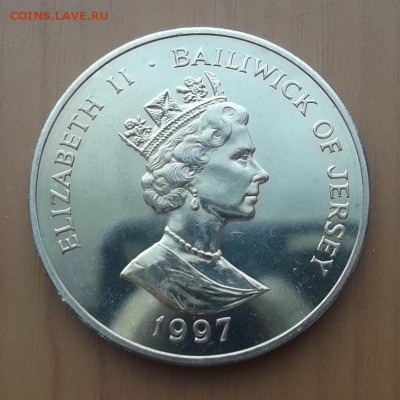 COINS.LAVE.RU
ELIZABETH II · BAILIWICK OF JERSEY
1997